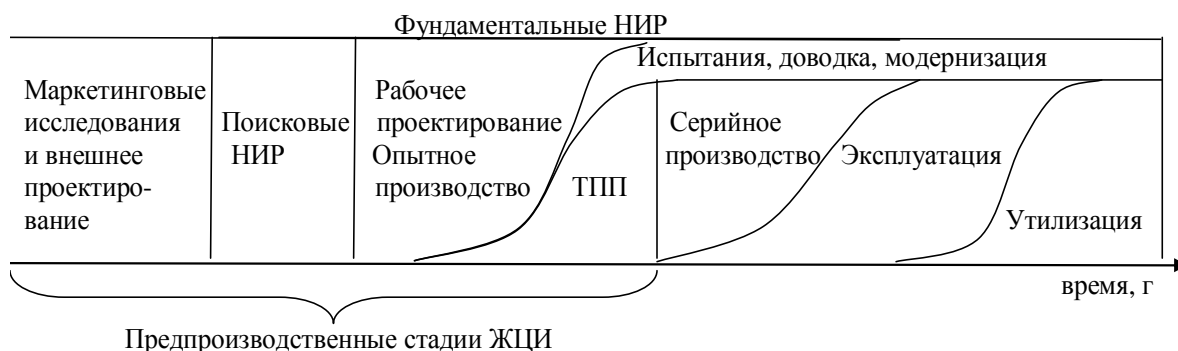 Фундаментальные НИР
Испытания, доводка, модернизация
Маркетинговые
исследования
и внешнее
проектиро-
вание
Поисковые
НИР
Рабочее
проектирование
Опытное
производство
ТПП
Серийное
производство
Эксплуатация
Утилизация
время, г
Предпроизводственные стадии ЖЦИ